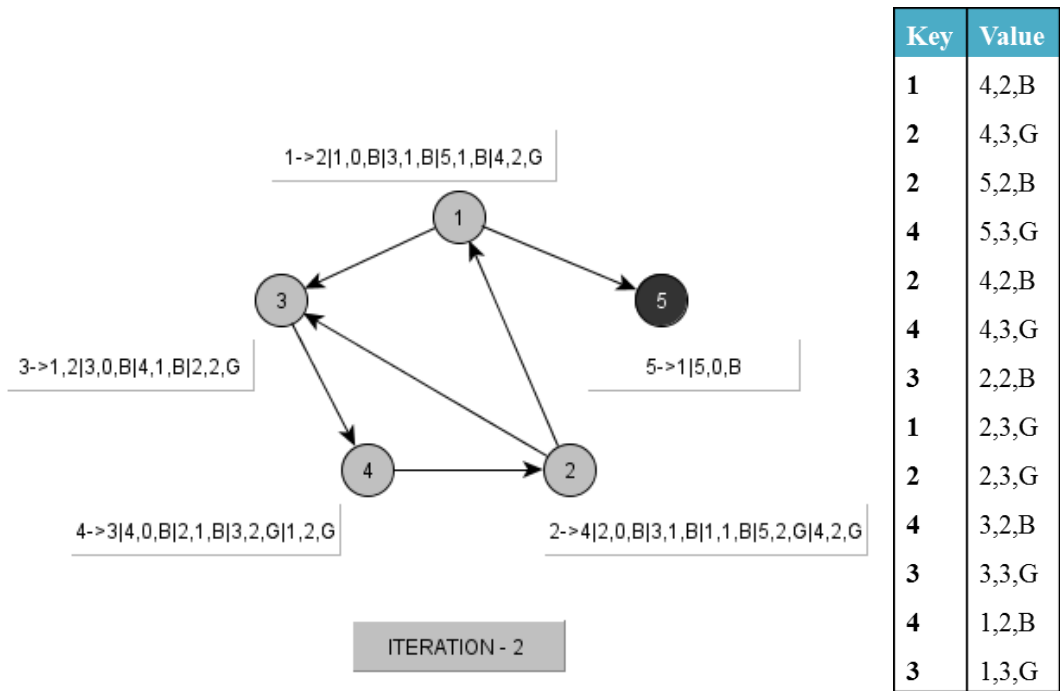 1->2|1,0,B|3,1,B|5,1,B|4,2,G
1
3
5
3->1,2|3,0,B|4,1,B|2,2,G
5->1|5,0,B
4
2
4->3|4,0,B|2,1,B|3,2,G|1,2,G
2->4|2,0,B|3,1,B|1,1,B|5,2,G|4,2,G
ITERATION - 2
Key Value
1 4,2,B
2 4,3,G
2 5,2,B
4 5,3,G
2 4,2,B
4 4,3,G
3 2,2,B
1 2,3,G
2 2,3,G
4 3,2,B
3 3,3,G
4 1,2,B
3 1,3,G